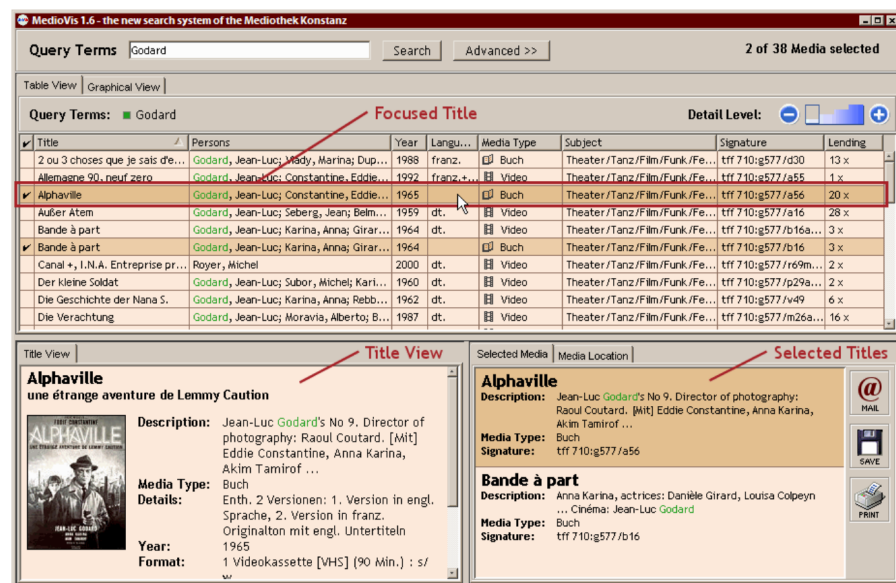 MedioVis 1.6 - the new search system of the Mediothek Konstanz
Query Terms Godard Search Advanced >> 2 of 38 Media selected
Table View Graphical View
Query Terms: Godard Focused Title Detail Level:
Title Persons Year Langu... Media Type Subject Signature Lending
2 ou 3 choses que je sais d'e... Godard, Jean-Luc; Vlady, Marina; Dup... 1988 franz. Buch Theater/Tanz/Film/Funk/Fe... tff 710:g577/d30 13 x
Allemagne 90, neuf zero Godard, Jean-Luc; Constantine, Eddie... 1992 franz.+... Video Theater/Tanz/Film/Funk/Fe... tff 710:g577/a55 1 x
Alphaville Godard, Jean-Luc; Constantine, Eddie... 1965 Buch Theater/Tanz/Film/Funk/Fe... tff 710:g577/a56 20 x
Außer Atem Godard, Jean-Luc; Seberg, Jean; Belm... 1959 dt. Video Theater/Tanz/Film/Funk/Fe... tff 710:g577/a16 28 x
Bande à part Godard, Jean-Luc; Karina, Anna; Girar... 1964 dt. Video Theater/Tanz/Film/Funk/Fe... tff 710:g577/b16a... 3 x
Bande à part Godard, Jean-Luc; Karina, Anna; Girar... 1964 Buch Theater/Tanz/Film/Funk/Fe... tff 710:g577/b16 3 x
Canal +, I.N.A. Entreprise pr... Royer, Michel 2000 dt. Video Theater/Tanz/Film/Funk/Fe... tff 710:g577/r69m... 2 x
Der kleine Soldat Godard, Jean-Luc; Subor, Michel; Kari... 1960 dt. Video Theater/Tanz/Film/Funk/Fe... tff 710:g577/p29a... 2 x
Die Geschichte der Nana S. Godard, Jean-Luc; Karina, Anna; Rebb... 1962 dt. Video Theater/Tanz/Film/Funk/Fe... tff 710:g577/v49 6 x
Die Verachtung Godard, Jean-Luc; Moravia, Alberto; B... 1987 dt. Video Theater/Tanz/Film/Funk/Fe... tff 710:g577/m26a... 16 x
Title View Title View
Alphaville
une étrange aventure de Lemmy Caution
EDDIE CONSTANTINE
ALPHAVILLE
UNE ETRANGE AVENTURE DE LEMMY CAUTION
JEAN-LUC GODARD
Description: Jean-Luc Godard's No 9. Director of
photography: Raoul Coutard. [Mit]
Eddie Constantine, Anna Karina,
Akim Tamirof ...
Media Type: Buch
Details: Enth. 2 Versionen: 1. Version in engl.
Sprache, 2. Version in franz.
Originalton mit engl. Untertiteln
Year: 1965
Format: 1 Videokassette [VHS] (90 Min.) : s/
w
Selected Media Media Location Selected Titles
Alphaville
Description: Jean-Luc Godard's No 9. Director of photography:
Raoul Coutard. [Mit] Eddie Constantine, Anna Karina,
Akim Tamirof ...
Media Type: Buch
Signature: tff 710:g577/a56
Bande à part
Description: Anna Karina, actrices: Danièle Girard, Louisa Colpeyn
... Cinéma: Jean-Luc Godard
Media Type: Buch
Signature: tff 710:g577/b16
@
MAIL
SAVE
PRINT